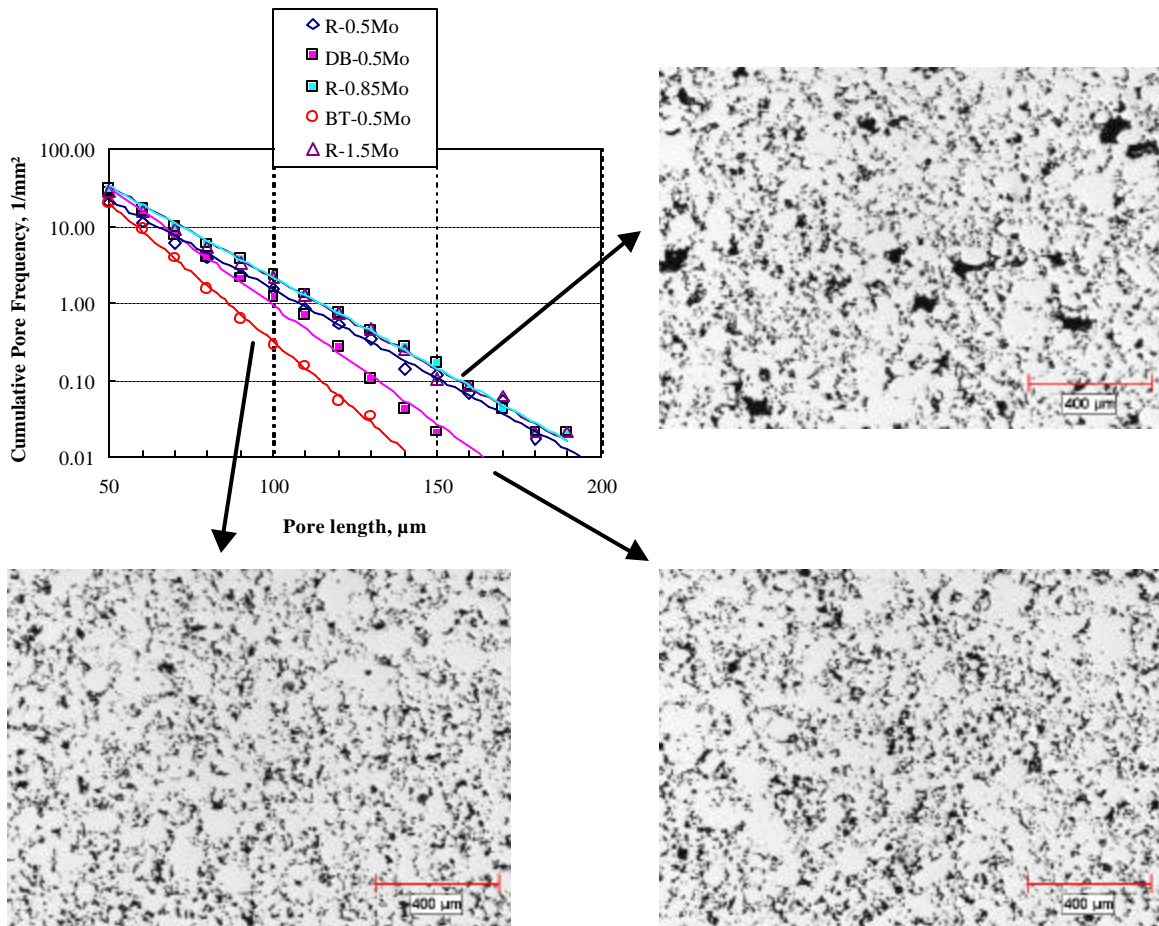 R-0.5Mo
DB-0.5Mo
R-0.85Mo
BT-0.5Mo
R-1.5Mo
Cumulative Pore Frequency, 1/mm²
100.00
10.00
1.00
0.10
0.01
50
100
150
200
Pore length, µm
400 µm
400 µm
400 µm